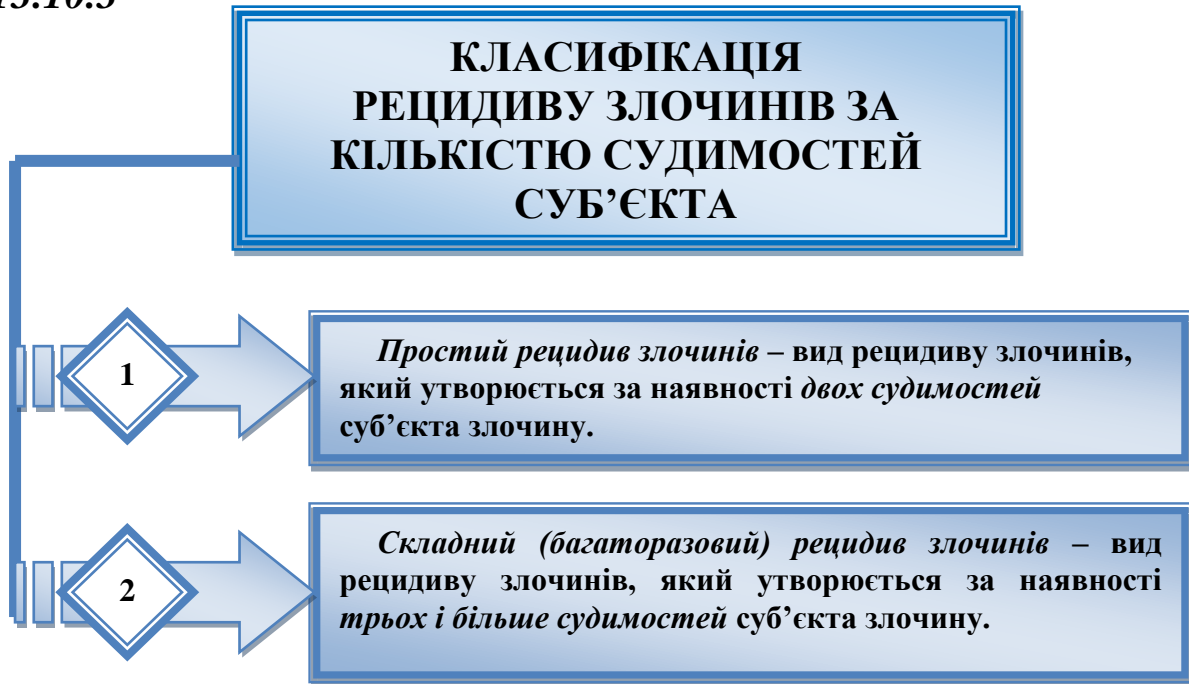 КЛАСИФІКАЦІЯ
РЕЦИДИВУ ЗЛОЧИНІВ ЗА
КІЛЬКІСТЮ СУДИМОСТЕЙ
СУБ’ЄКТА
1
Простий рецидив злочинів – вид рецидиву злочинів,
який утворюється за наявності двох судимостей
суб’єкта злочину.
2
Складний (багаторазовий) рецидив злочинів – вид
рецидиву злочинів, який утворюється за наявності
трьох і більше судимостей суб’єкта злочину.